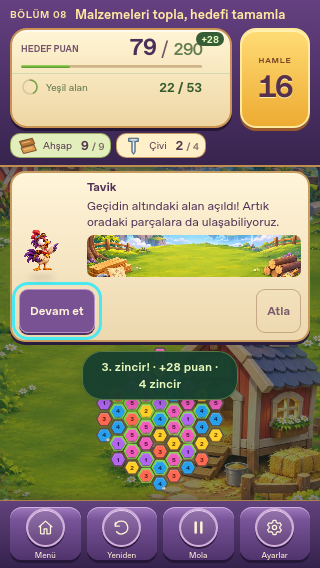 BÖLÜM 08 Malzemeleri topla, hedefi tamamla
HEDEF PUAN 79 / 290 +28
Yeşil alan 22 / 53
HAMLE
16
Ahşap 9 / 9 Çivi 2 / 4
Tavik
Geçidin altındaki alan açıldı! Artık
oradaki parçalara da ulaşabiliyoruz.
Devam et Atla
3. zincir! · +28 puan ·
4 zincir
Menü Yeniden Mola Ayarlar